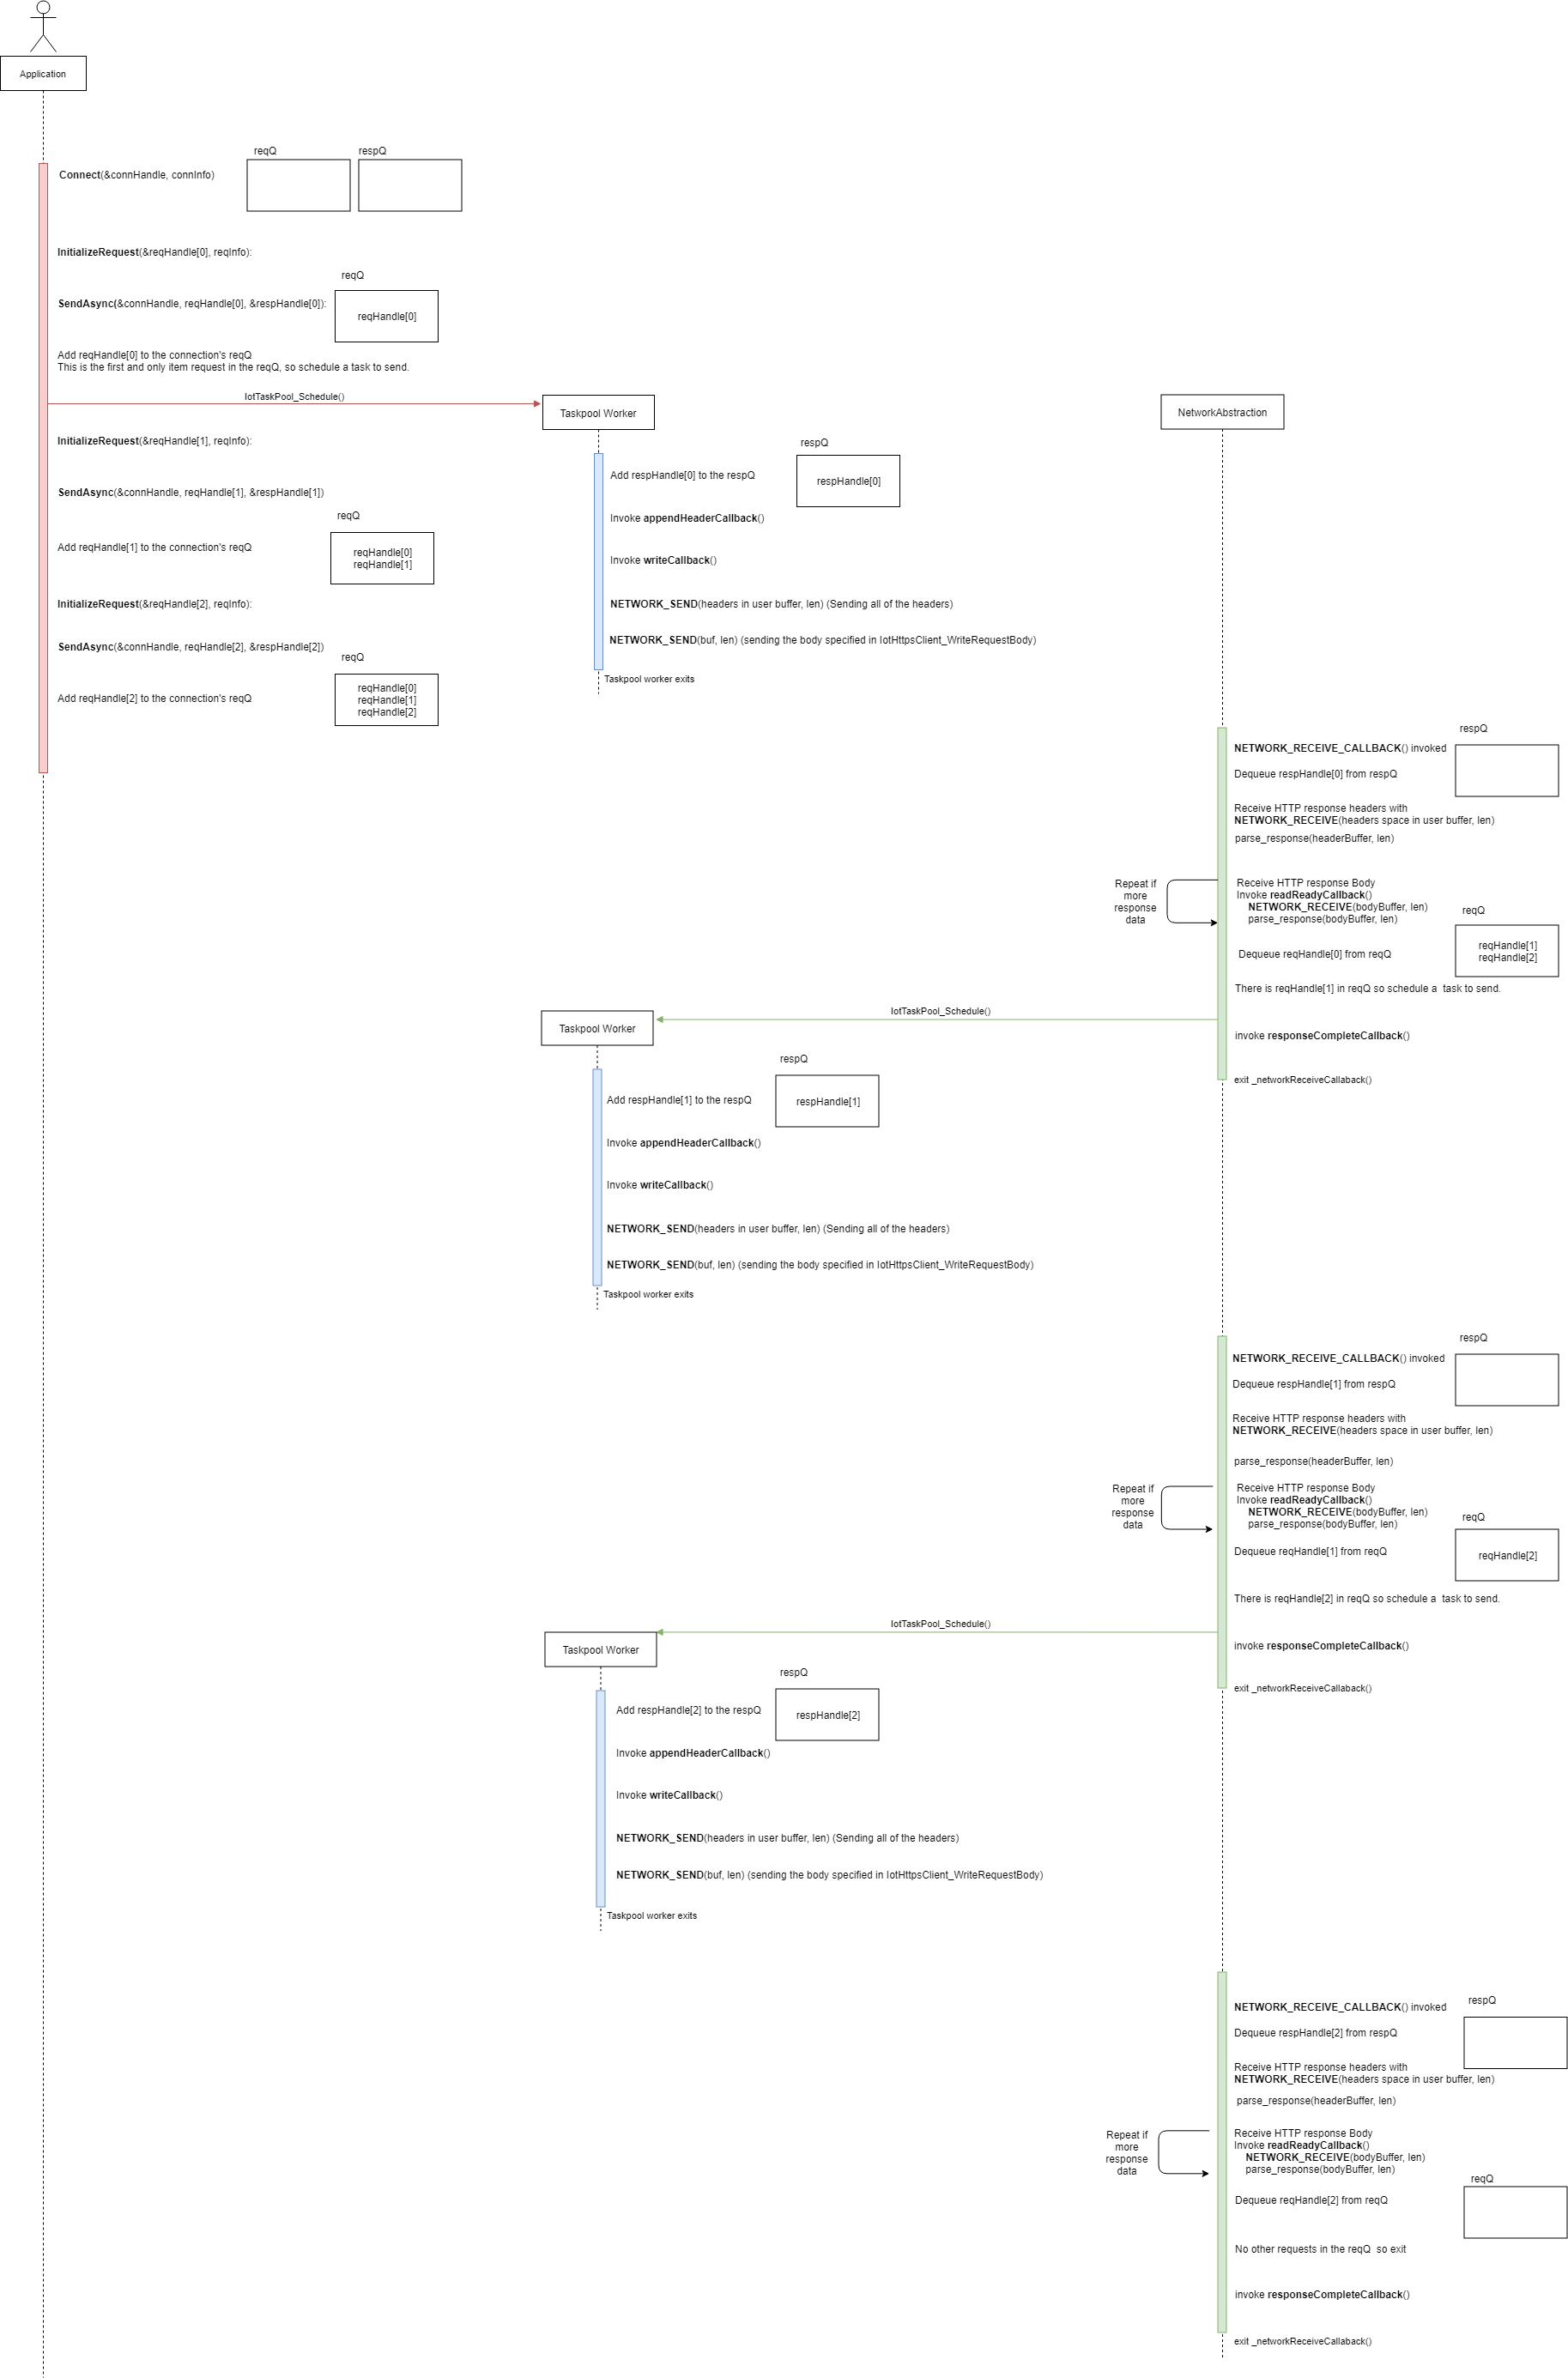 Application
reqQ
respQ
Connect(&connHandle, connInfo)
InitializeRequest(&reqHandle[0], reqInfo):
reqQ
SendAsync(&connHandle, reqHandle[0], &respHandle[0]):
reqHandle[0]
Add reqHandle[0] to the connection's reqQ
This is the first and only item request in the reqQ, so schedule a task to send.
IotTaskPool_Schedule()
Taskpool Worker
NetworkAbstraction
InitializeRequest(&reqHandle[1], reqInfo):
respQ
Add respHandle[0] to the respQ
respHandle[0]
SendAsync(&connHandle, reqHandle[1], &respHandle[1])
reqQ
Invoke appendHeaderCallback()
Add reqHandle[1] to the connection's reqQ
reqHandle[0]
reqHandle[1]
Invoke writeCallback()
InitializeRequest(&reqHandle[2], reqInfo):
NETWORK_SEND(headers in user buffer, len) (Sending all of the headers)
SendAsync(&connHandle, reqHandle[2], &respHandle[2])
NETWORK_SEND(buf, len) (sending the body specified in IotHttpsClient_WriteRequestBody)
reqQ
Taskpool worker exits
Add reqHandle[2] to the connection's reqQ
reqHandle[0]
reqHandle[1]
reqHandle[2]
respQ
NETWORK_RECEIVE_CALLBACK() invoked
Dequeue respHandle[0] from respQ
Receive HTTP response headers with
NETWORK_RECEIVE(headers space in user buffer, len)
parse_response(headerBuffer, len)
Repeat if
more
response
data
Receive HTTP response Body
Invoke readReadyCallback()
NETWORK_RECEIVE(bodyBuffer, len)
parse_response(bodyBuffer, len)
reqQ
reqHandle[1]
reqHandle[2]
Dequeue reqHandle[0] from reqQ
There is reqHandle[1] in reqQ so schedule a  task to send.
IotTaskPool_Schedule()
Taskpool Worker
invoke responseCompleteCallback()
respQ
exit _networkReceiveCallaback()
Add respHandle[1] to the respQ
respHandle[1]
Invoke appendHeaderCallback()
Invoke writeCallback()
NETWORK_SEND(headers in user buffer, len) (Sending all of the headers)
NETWORK_SEND(buf, len) (sending the body specified in IotHttpsClient_WriteRequestBody)
Taskpool worker exits
respQ
NETWORK_RECEIVE_CALLBACK() invoked
Dequeue respHandle[1] from respQ
Receive HTTP response headers with
NETWORK_RECEIVE(headers space in user buffer, len)
parse_response(headerBuffer, len)
Repeat if
more
response
data
Receive HTTP response Body
Invoke readReadyCallback()
NETWORK_RECEIVE(bodyBuffer, len)
parse_response(bodyBuffer, len)
reqQ
Dequeue reqHandle[1] from reqQ
reqHandle[2]
There is reqHandle[2] in reqQ so schedule a  task to send.
IotTaskPool_Schedule()
Taskpool Worker
invoke responseCompleteCallback()
respQ
exit _networkReceiveCallaback()
Add respHandle[2] to the respQ
respHandle[2]
Invoke appendHeaderCallback()
Invoke writeCallback()
NETWORK_SEND(headers in user buffer, len) (Sending all of the headers)
NETWORK_SEND(buf, len) (sending the body specified in IotHttpsClient_WriteRequestBody)
Taskpool worker exits
respQ
NETWORK_RECEIVE_CALLBACK() invoked
Dequeue respHandle[2] from respQ
Receive HTTP response headers with
NETWORK_RECEIVE(headers space in user buffer, len)
parse_response(headerBuffer, len)
Repeat if
more
response
data
Receive HTTP response Body
Invoke readReadyCallback()
NETWORK_RECEIVE(bodyBuffer, len)
parse_response(bodyBuffer, len)
reqQ
Dequeue reqHandle[2] from reqQ
No other requests in the reqQ  so exit
invoke responseCompleteCallback()
exit _networkReceiveCallaback()